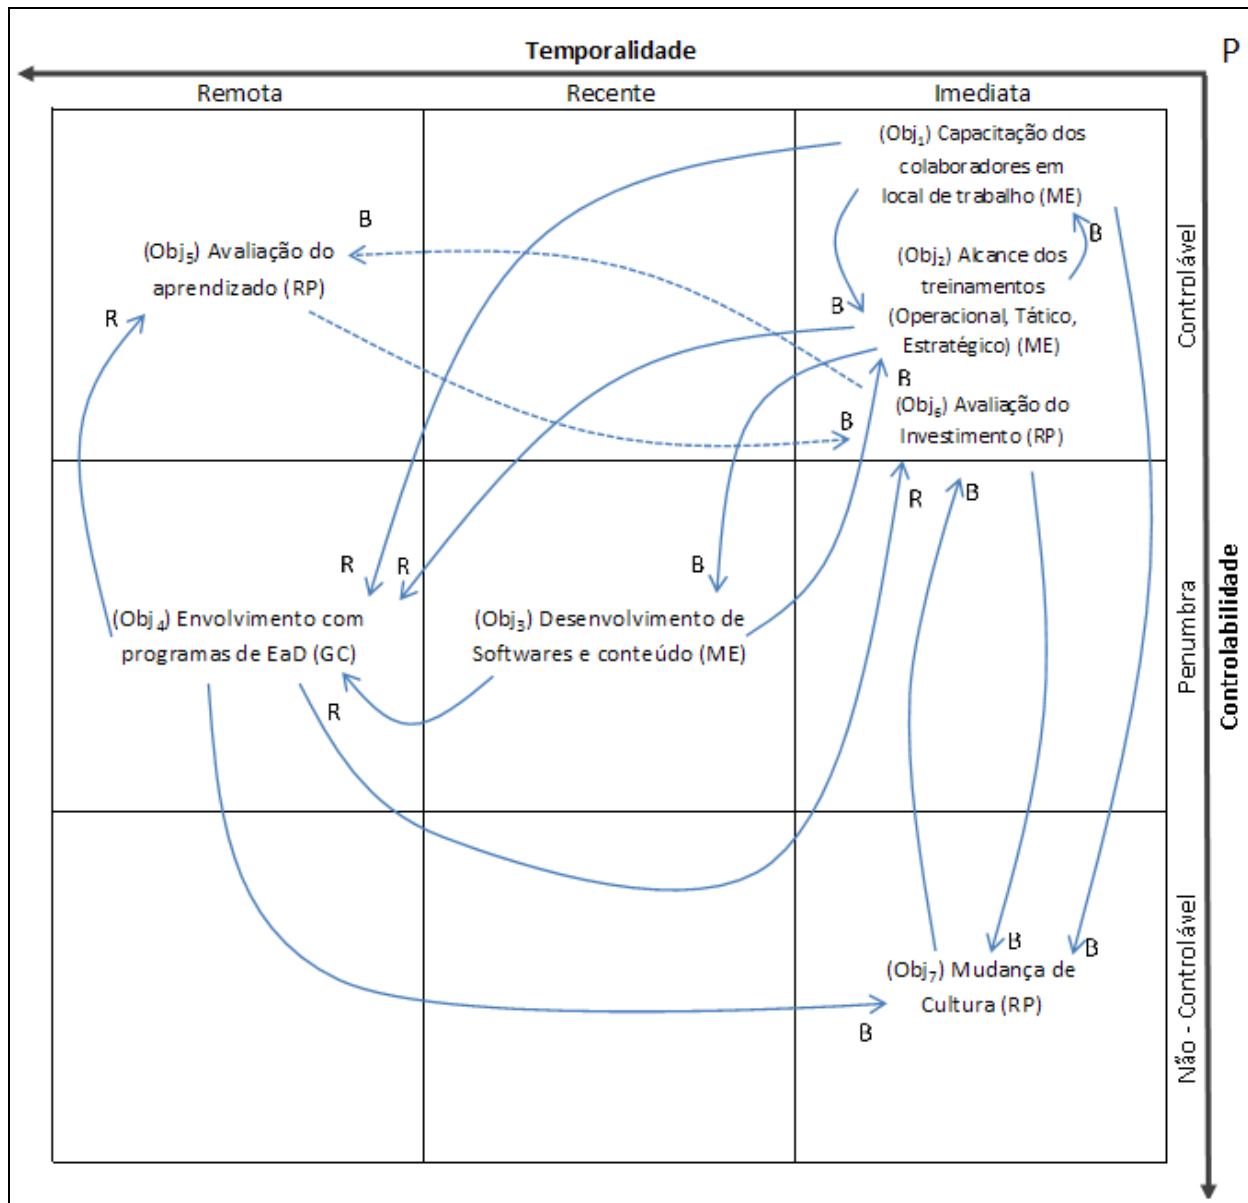 Temporalidade
P
Remota
Recente
Imediata
(Obj₁) Capacitação dos
colaboradores em
local de trabalho (ME)
B
B
(Obj₅) Avaliação do
aprendizado (RP)
(Obj₂) Alcance dos
treinamentos
(Operacional, Tático,
Estratégico) (ME)
R
B
B
(Obj₆) Avaliação do
Investimento (RP)
B
Controlável
R
B
R
R
B
(Obj₄) Envolvimento com
programas de EaD (GC)
(Obj₃) Desenvolvimento de
Softwares e conteúdo (ME)
R
Penumbra
Controlabilidade
B
B
(Obj₇) Mudança de
Cultura (RP)
B
Não - Controlável